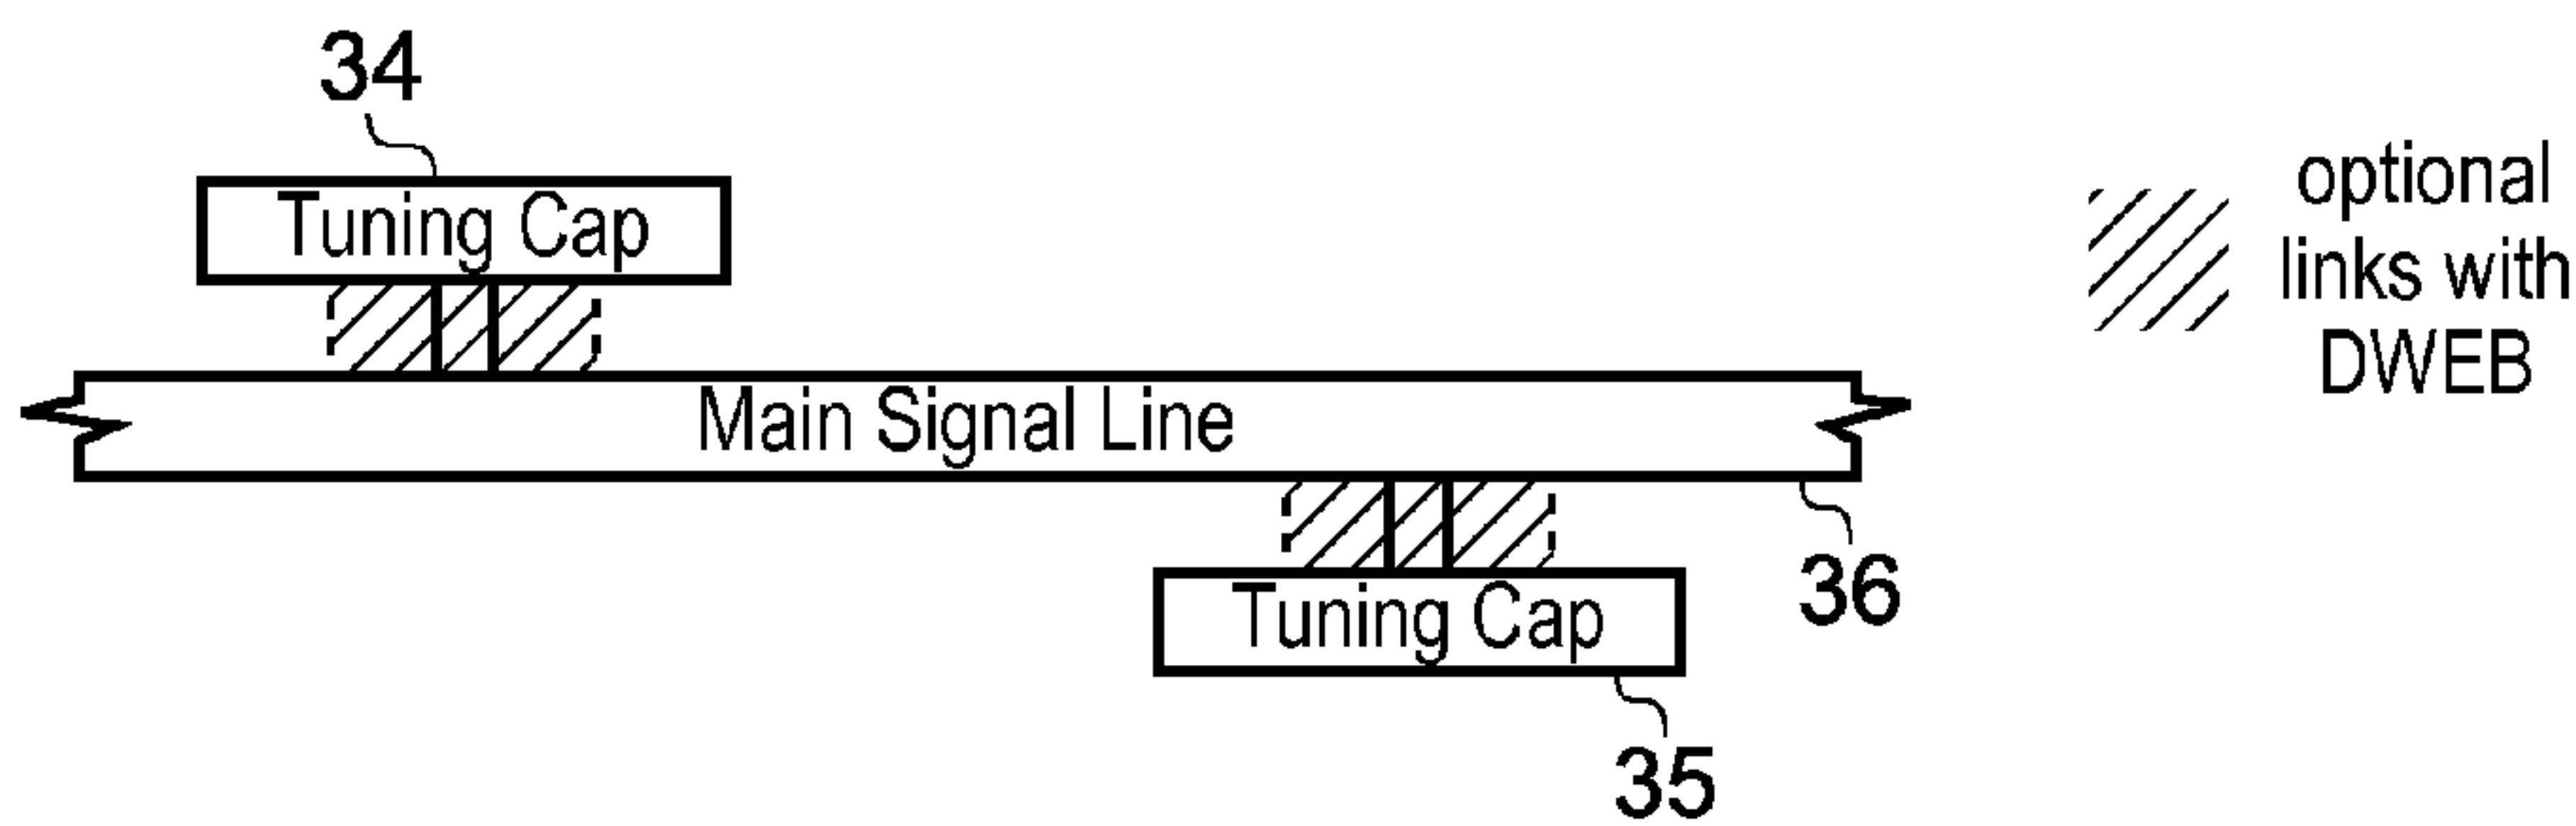 34
Tuning Cap
Main Signal Line
Tuning Cap
36
35
optional
links with
DWEB